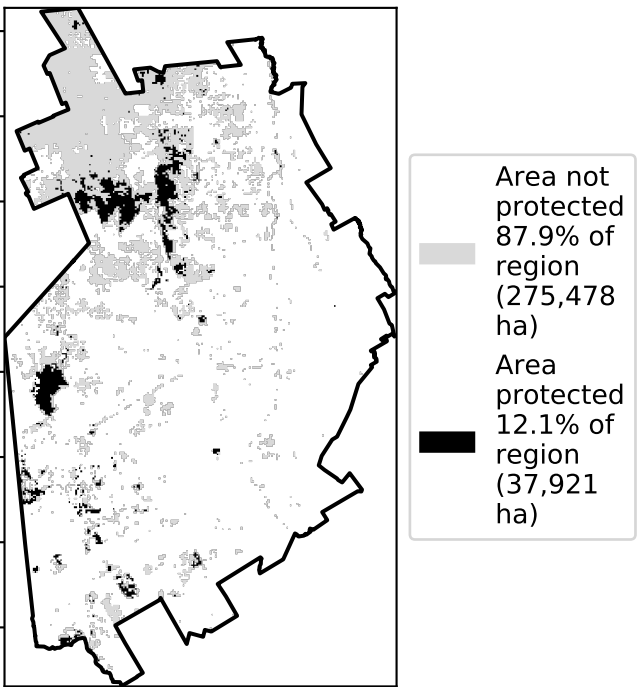 Area not
protected
87.9% of
region
(275,478
ha)
Area
protected
12.1% of
region
(37,921
ha)